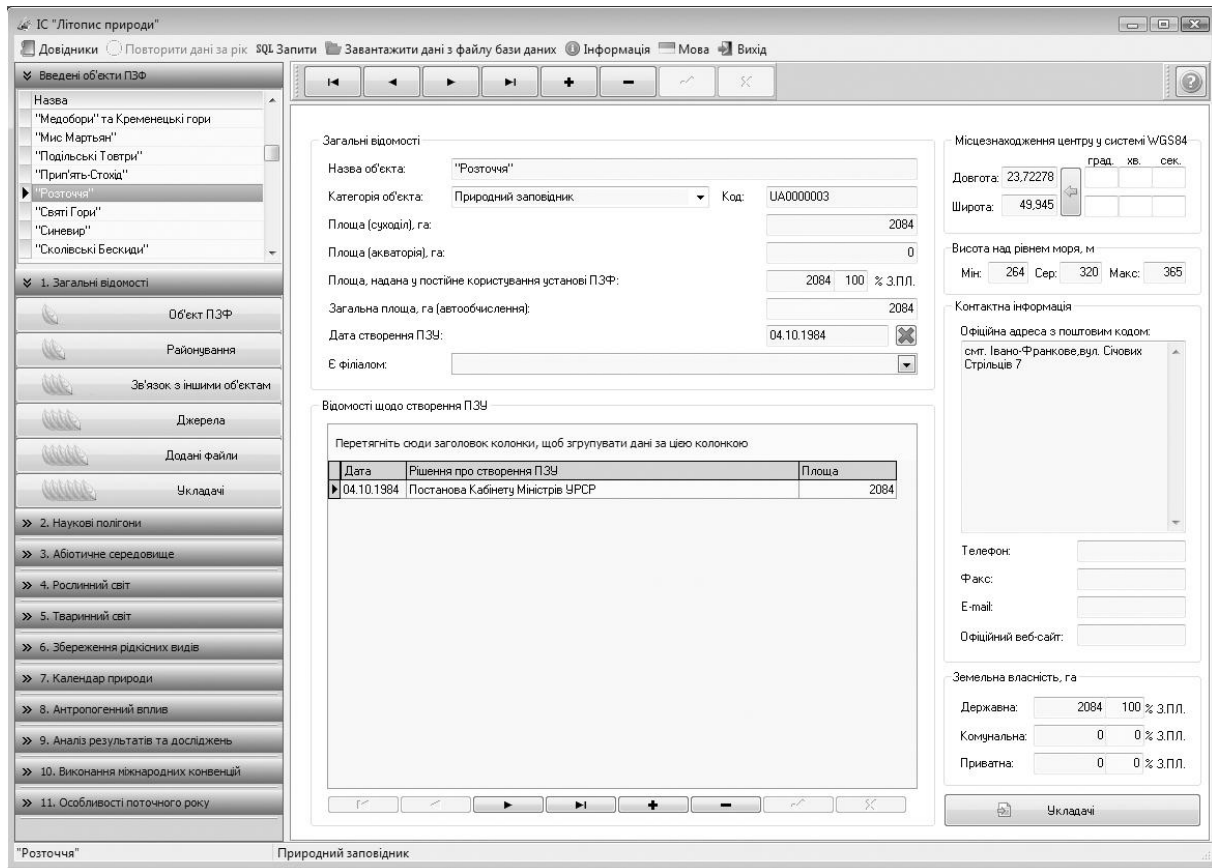 ІС "Літопис природи"
Довідники Повторити дані за рік SQL Запити Завантажити дані з файлу бази даних Інформація Мова Вихід
Введені об'єкти ПЗФ
Назва
"Медобори" та Кременецькі гори
"Мис Мартьян"
"Подільські Товтри"
"Прип'ять-Стохід"
"Розточчя"
"Святі Гори"
"Синевир"
"Сколівські Бескиди"
1. Загальні відомості
Об'єкт ПЗФ
Районування
Зв'язок з іншими об'єктам
Джерела
Додані файли
Укладачі
2. Наукові полігони
3. Абіотичне середовище
4. Рослинний світ
5. Тваринний світ
6. Збереження рідкісних видів
7. Календар природи
8. Антропогенний вплив
9. Аналіз результатів та досліджень
10. Виконання міжнародних конвенцій
11. Особливості поточного року
Загальні відомості
Назва об'єкта: "Розточчя"
Категорія об'єкта: Природний заповідник Код: UA0000003
Площа (суходіл), га: 2084
Площа (акваторія), га: 0
Площа, надана у постійне користування установі ПЗФ: 2084 100 % З.ПЛ.
Загальна площа, га (автообчислення): 2084
Дата створення ПЗУ: 04.10.1984
Є філіалом:
Відомості щодо створення ПЗУ
Перетягніть сюди заголовок колонки, щоб згрупувати дані за цією колонкою
Дата Рішення про створення ПЗУ Площа
04.10.1984 Постанова Кабінету Міністрів УРСР 2084
Місцезнаходження центру у системі WGS84
град. хв. сек.
Довгота: 23,72278
Широта: 49,945
Висота над рівнем моря, м
Мін: 264 Сер: 320 Макс: 365
Контактна інформація
Офіційна адреса з поштовим кодом:
смт. Івано-Франкове,вул. Січових
Стрільців 7
Телефон:
Факс:
E-mail:
Офіційний веб-сайт:
Земельна власність, га
Державна: 2084 100 % З.ПЛ.
Комунальна: 0 0 % З.ПЛ.
Приватна: 0 0 % З.ПЛ.
Укладачі
"Розточчя" Природний заповідник